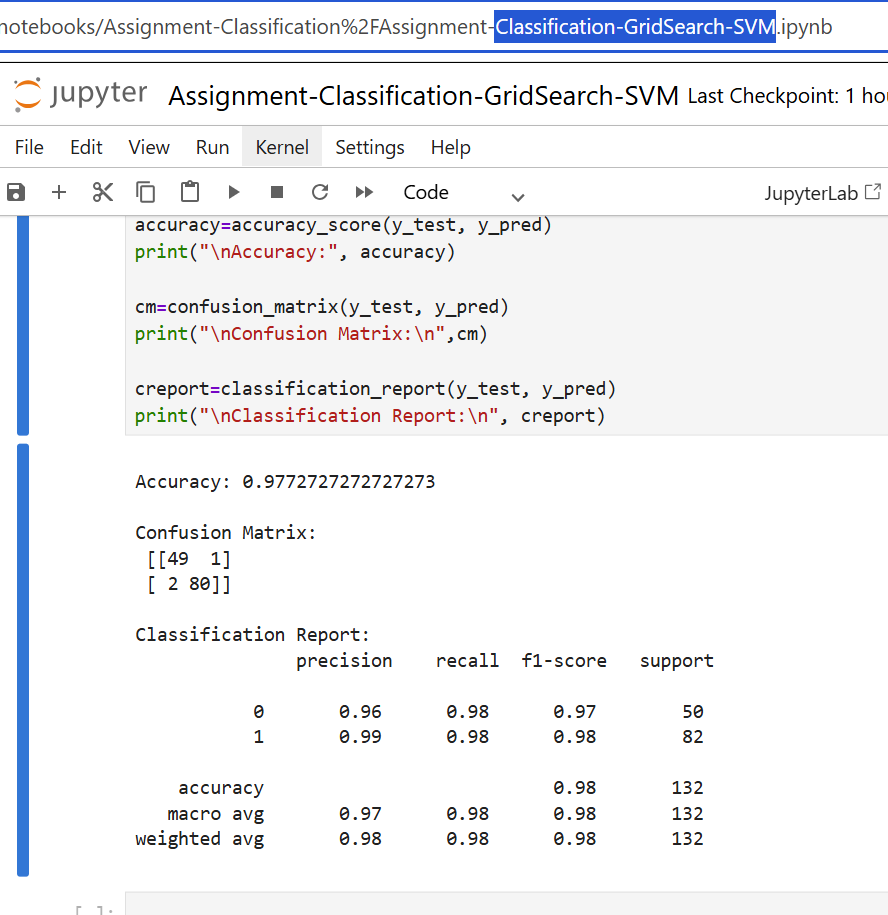 notebooks/Assignment-Classification%2FAssignment-Classification-GridSearch-SVM.ipynb
jupyter Assignment-Classification-GridSearch-SVM Last Checkpoint: 1 hou
File Edit View Run Kernel Settings Help
Code JupyterLab
accuracy=accuracy_score(y_test, y_pred)
print("\nAccuracy:", accuracy)
cm=confusion_matrix(y_test, y_pred)
print("\nConfusion Matrix:\n",cm)
creport=classification_report(y_test, y_pred)
print("\nClassification Report:\n", creport)
Accuracy: 0.9772727272727273
Confusion Matrix:
[[49 1]
[ 2 80]]
Classification Report:
precision recall f1-score support
0 0.96 0.98 0.97 50
1 0.99 0.98 0.98 82
accuracy 0.98 132
macro avg 0.97 0.98 0.98 132
weighted avg 0.98 0.98 0.98 132
[ ]: